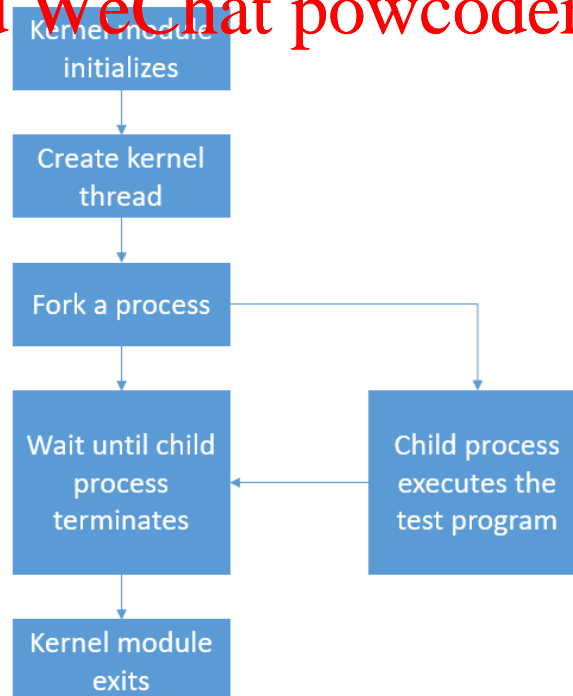 WeChat powcoder
Kernel module
initializes
Create kernel
thread
Fork a process
Wait until child
process
terminates
Child process
executes the
test program
Kernel module
exits